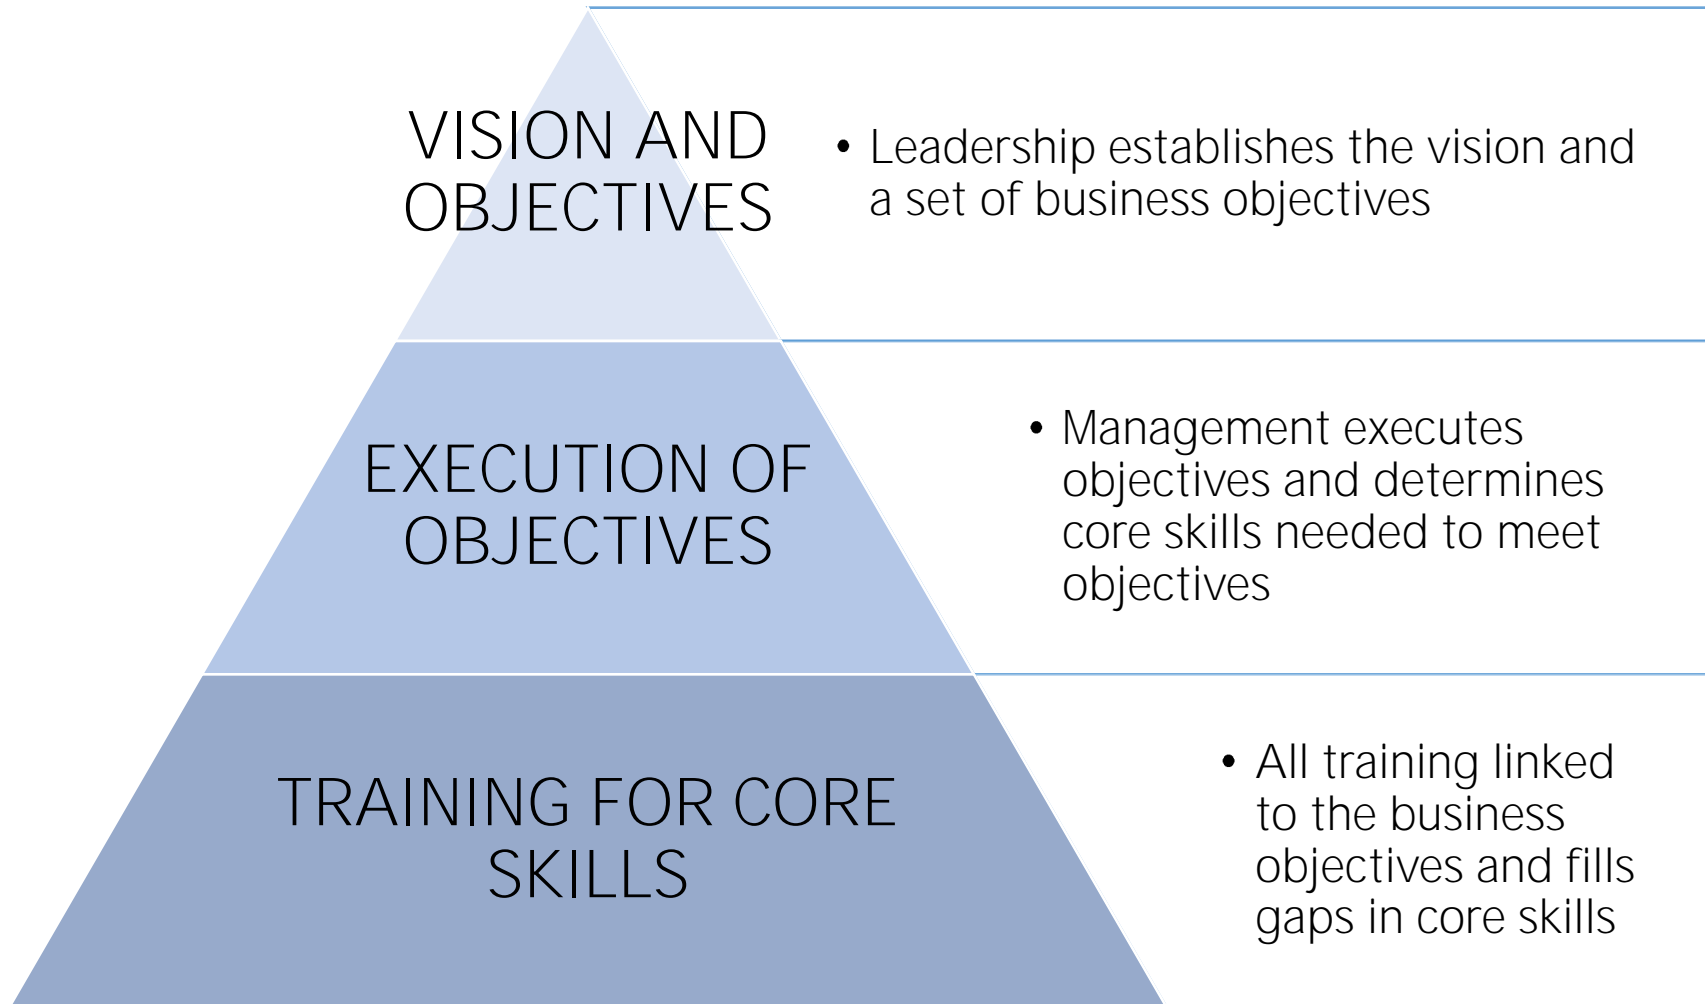 VISION AND
OBJECTIVES
• Leadership establishes the vision and
a set of business objectives
EXECUTION OF
OBJECTIVES
• Management executes
objectives and determines
core skills needed to meet
objectives
TRAINING FOR CORE
SKILLS
• All training linked
to the business
objectives and fills
gaps in core skills